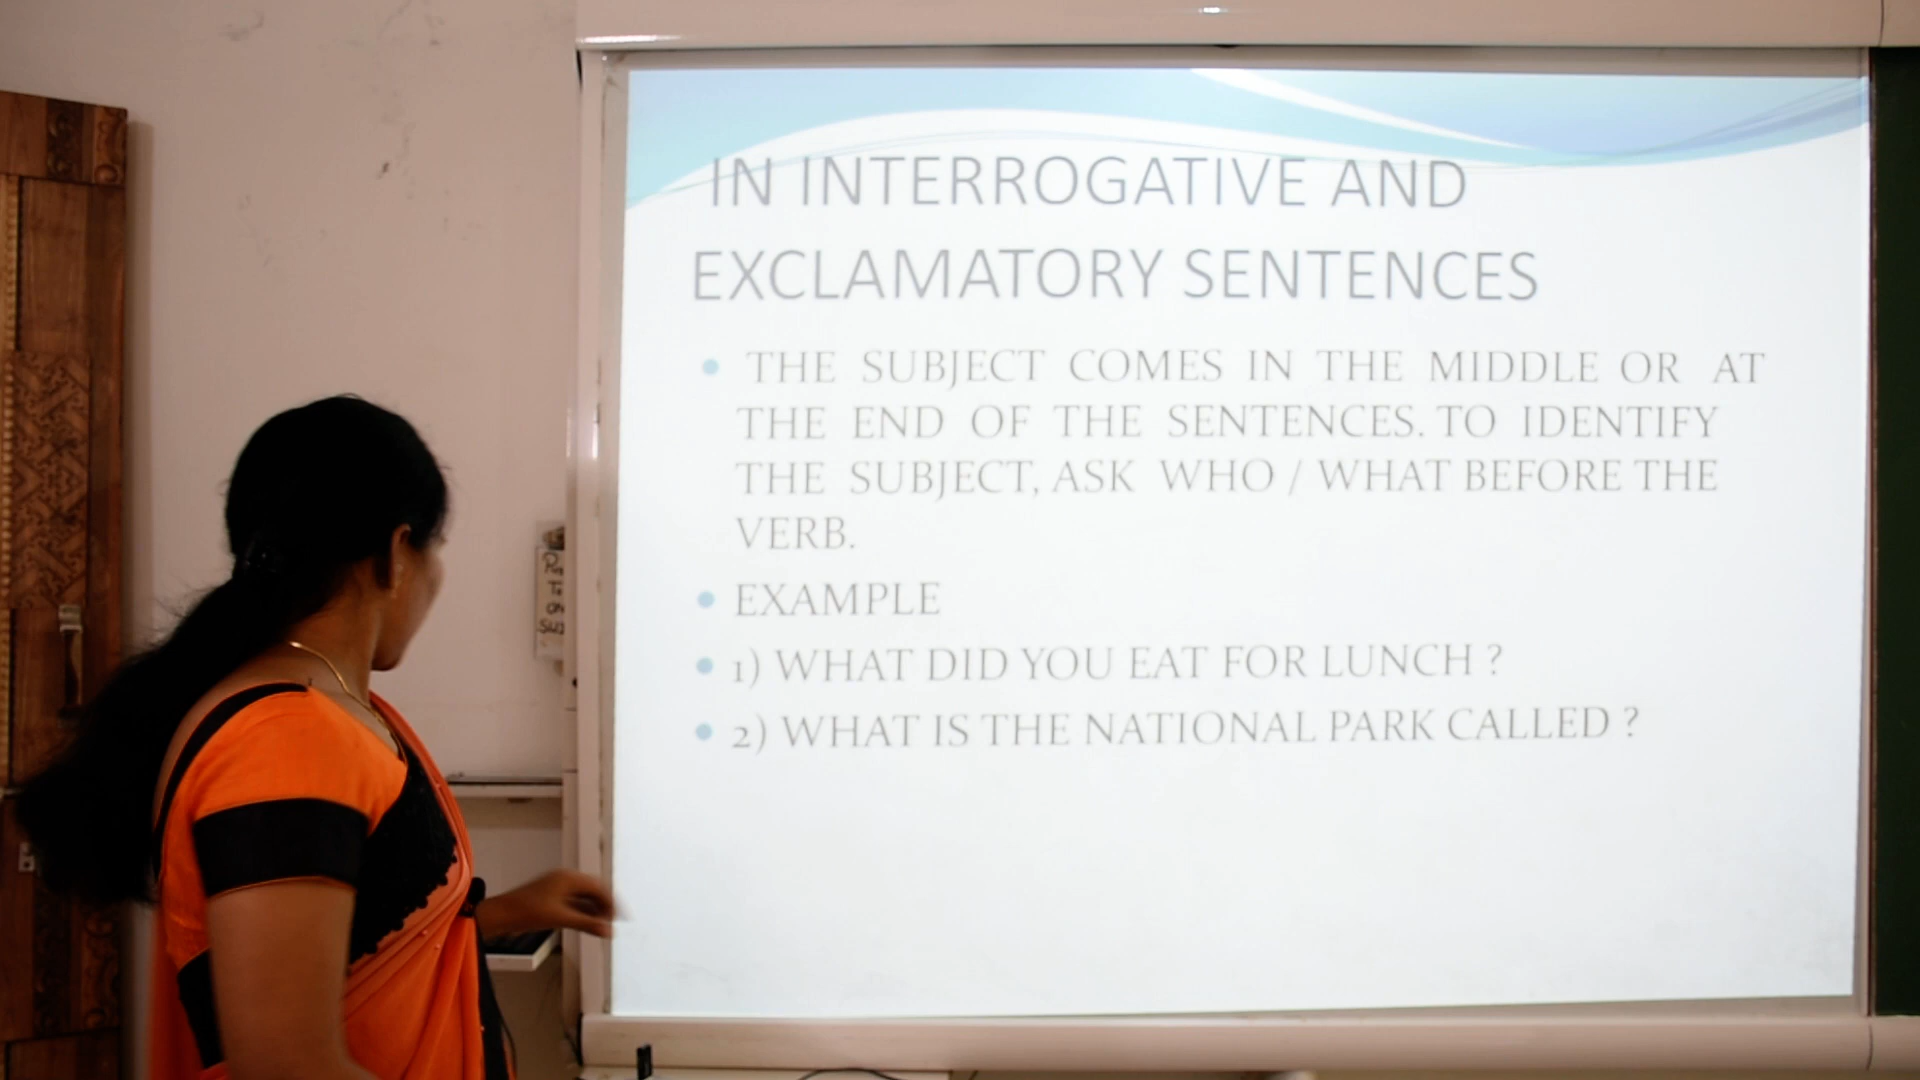 IN INTERROGATIVE AND
EXCLAMATORY SENTENCES
• THE SUBJECT COMES IN THE MIDDLE OR AT
THE END OF THE SENTENCES. TO IDENTIFY
THE SUBJECT, ASK WHO / WHAT BEFORE THE
VERB.
• EXAMPLE
• 1) WHAT DID YOU EAT FOR LUNCH ?
• 2) WHAT IS THE NATIONAL PARK CALLED ?